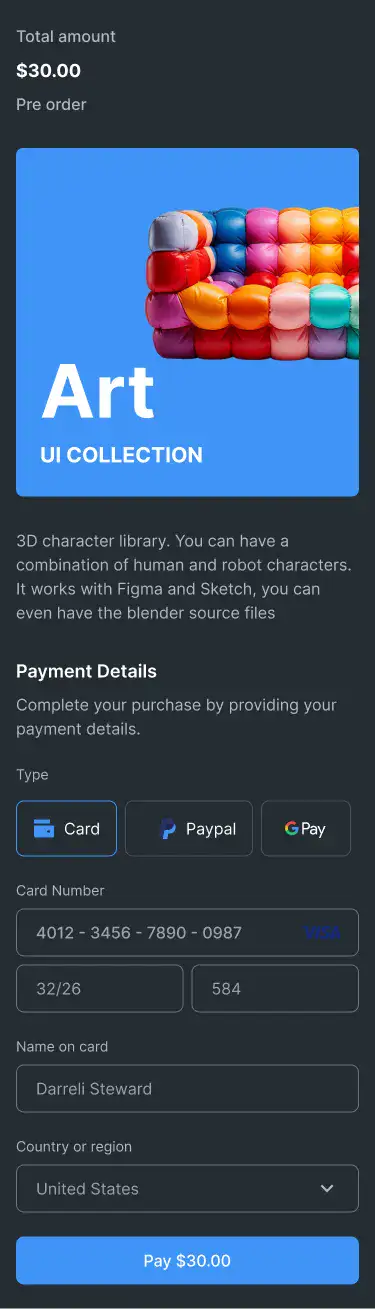 Total amount
$30.00
Pre order
Art
UI COLLECTION
3D character library. You can have a
combination of human and robot characters.
It works with Figma and Sketch, you can
even have the blender source files
Payment Details
Complete your purchase by providing your
payment details.
Type
Card
Paypal
G Pay
Card Number
4012 - 3456 - 7890 - 0987
VISA
32/26
584
Name on card
Darreli Steward
Country or region
United States
Pay $30.00